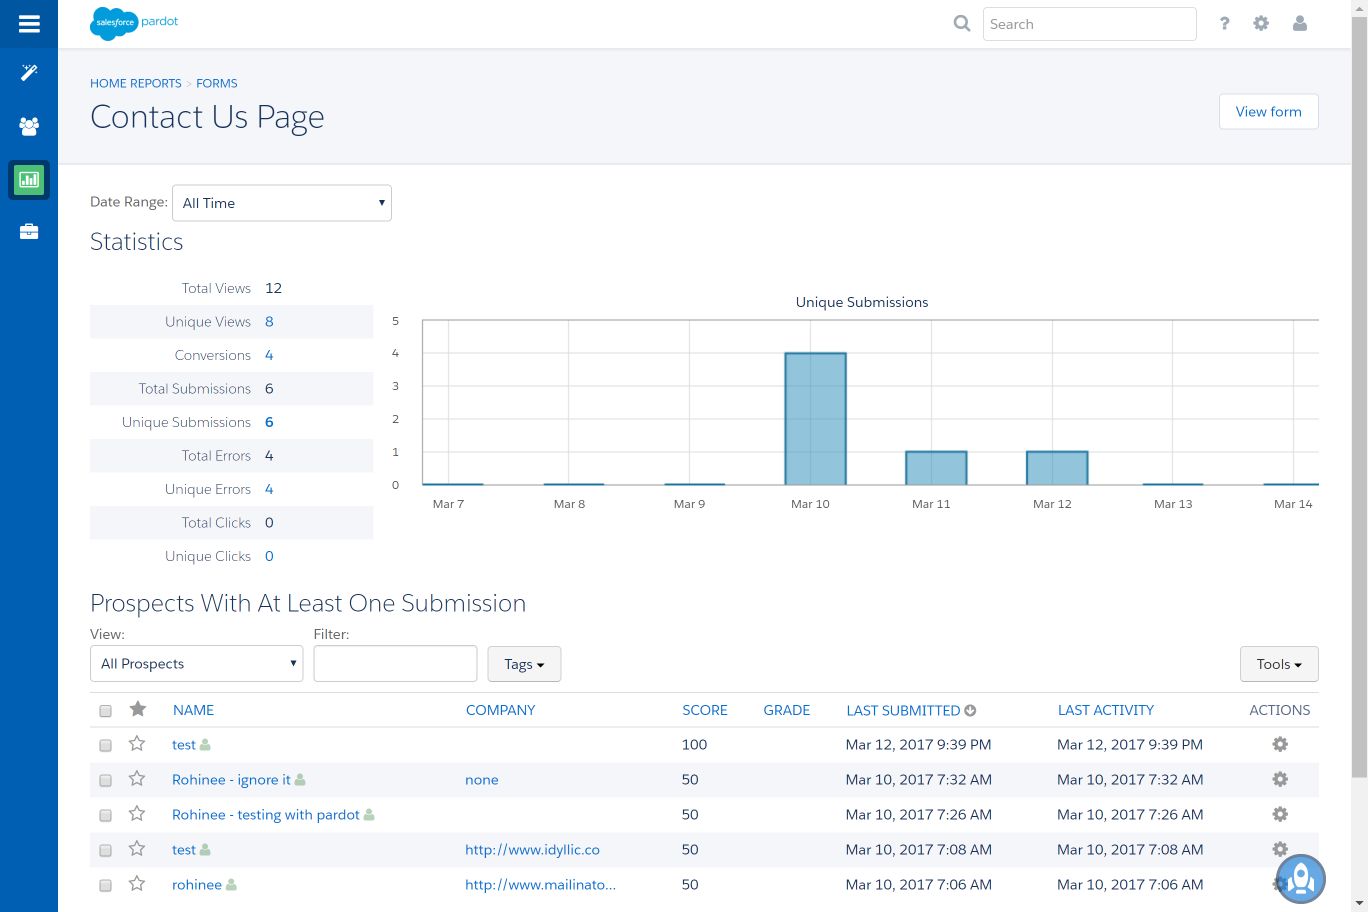 salesforce pardot
Search
?
HOME REPORTS > FORMS
Contact Us Page
View form
Date Range: All Time
Statistics
Total Views 12
Unique Views 8
Conversions 4
Total Submissions 6
Unique Submissions 6
Total Errors 4
Unique Errors 4
Total Clicks 0
Unique Clicks 0
Unique Submissions
5
4
3
2
1
0
Mar 7 Mar 8 Mar 9 Mar 10 Mar 11 Mar 12 Mar 13 Mar 14
Prospects With At Least One Submission
View: Filter:
All Prospects Tags Tools
NAME COMPANY SCORE GRADE LAST SUBMITTED LAST ACTIVITY ACTIONS
test 100 Mar 12, 2017 9:39 PM Mar 12, 2017 9:39 PM
Rohinee - ignore it none 50 Mar 10, 2017 7:32 AM Mar 10, 2017 7:32 AM
Rohinee - testing with pardot 50 Mar 10, 2017 7:26 AM Mar 10, 2017 7:26 AM
test http://www.idyllic.co 50 Mar 10, 2017 7:08 AM Mar 10, 2017 7:08 AM
rohinee http://www.mailinato... 50 Mar 10, 2017 7:06 AM Mar 10, 2017 7:06 AM